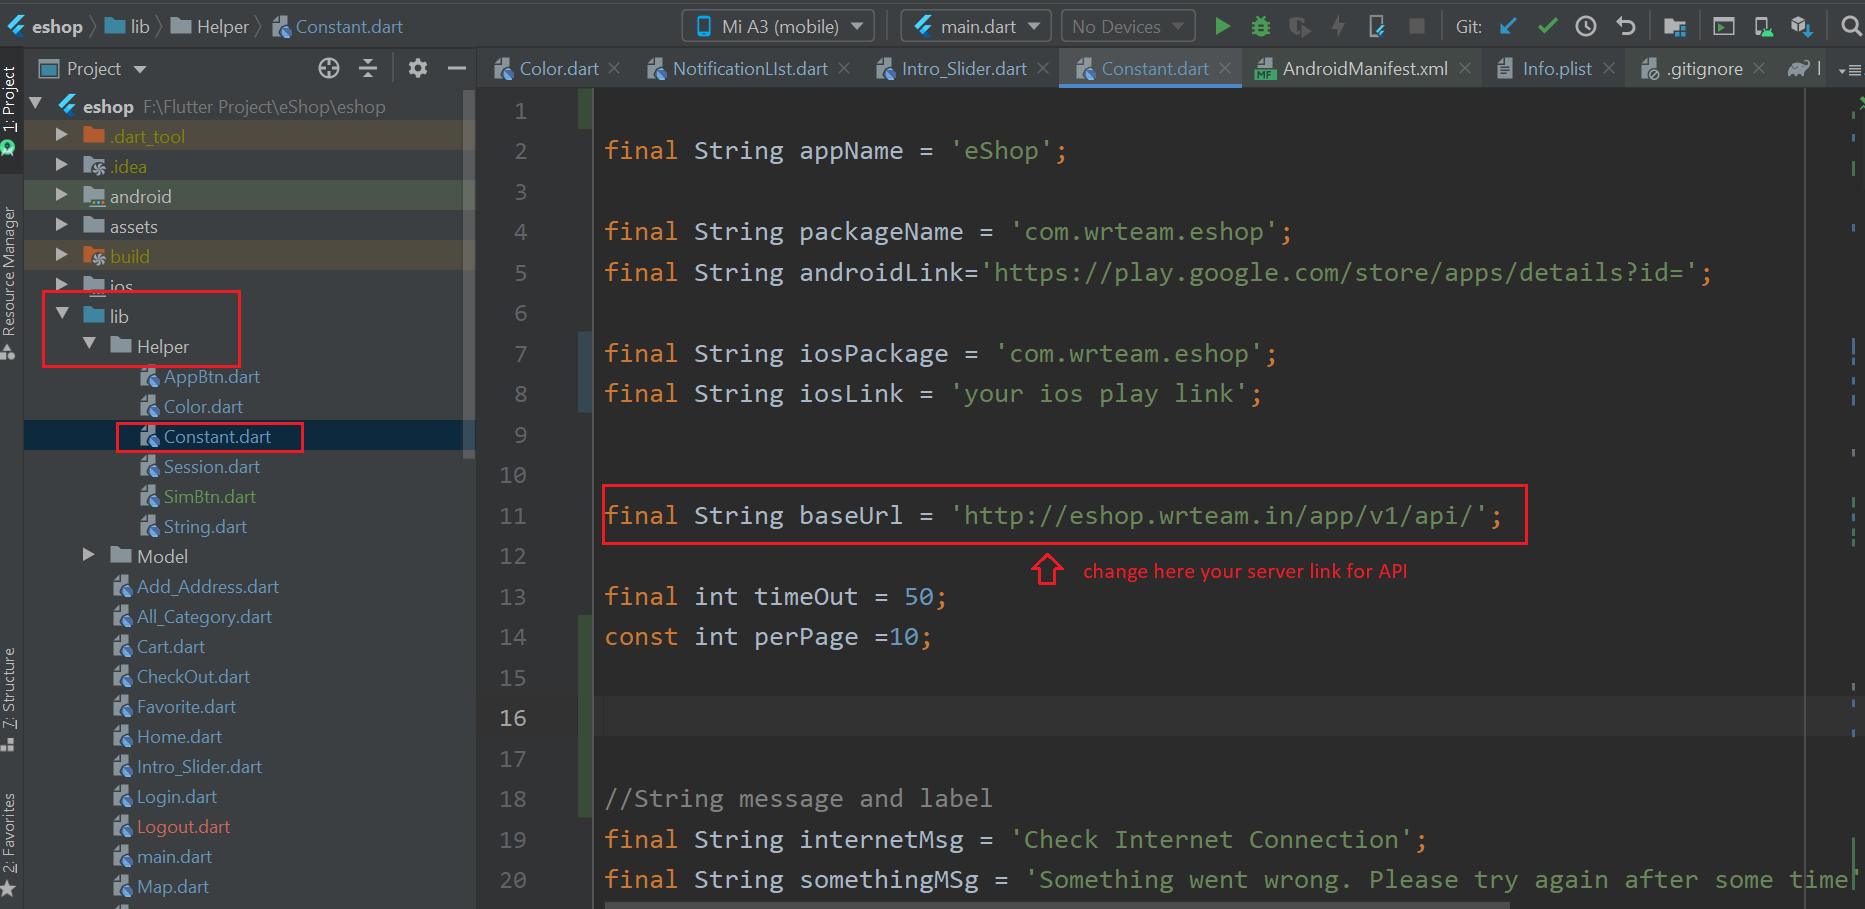 eshop lib Helper Constant.dart Mi A3 (mobile) main.dart No Devices Git:
Project
Color.dart NotificationLIst.dart Intro_Slider.dart Constant.dart AndroidManifest.xml Info.plist .gitignore
1: Project
Resource Manager
7: Structure
2: Favorites
eshop F:\Flutter Project\eShop\eshop
.dart_tool
.idea
android
assets
build
ios
lib
Helper
AppBtn.dart
Color.dart
Constant.dart
Session.dart
SimBtn.dart
String.dart
Model
Add_Address.dart
All_Category.dart
Cart.dart
CheckOut.dart
Favorite.dart
Home.dart
Intro_Slider.dart
Login.dart
Logout.dart
main.dart
Map.dart
1
2 final String appName = 'eShop';
3
4 final String packageName = 'com.wrteam.eshop';
5 final String androidLink='https://play.google.com/store/apps/details?id=';
6
7 final String iosPackage = 'com.wrteam.eshop';
8 final String iosLink = 'your ios play link';
9
10
11 final String baseUrl = 'http://eshop.wrteam.in/app/v1/api/';
12
change here your server link for API
13 final int timeOut = 50;
14 const int perPage =10;
15
16
17
18 //String message and label
19 final String internetMsg = 'Check Internet Connection';
20 final String somethingMSg = 'Something went wrong. Please try again after some time'